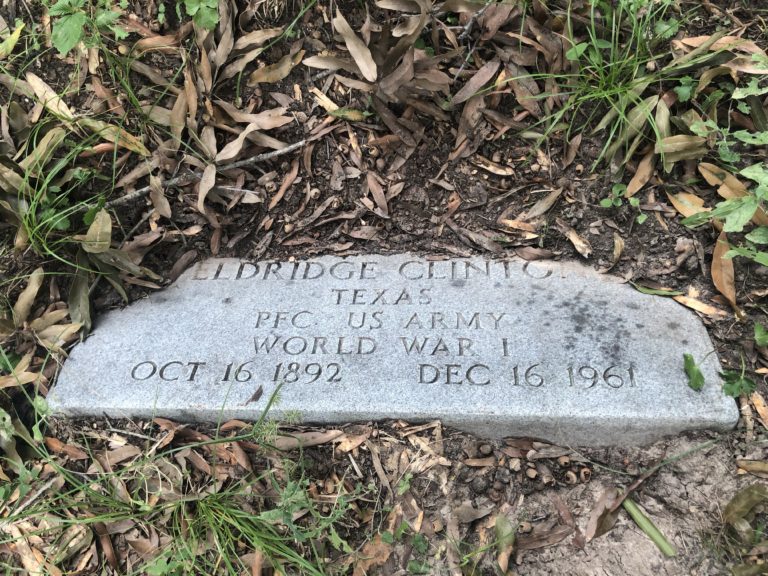 ELDRIDGE CLINTON
TEXAS
PFC. US ARMY
WORLD WAR I
OCT 16 1892 DEC 16 1961